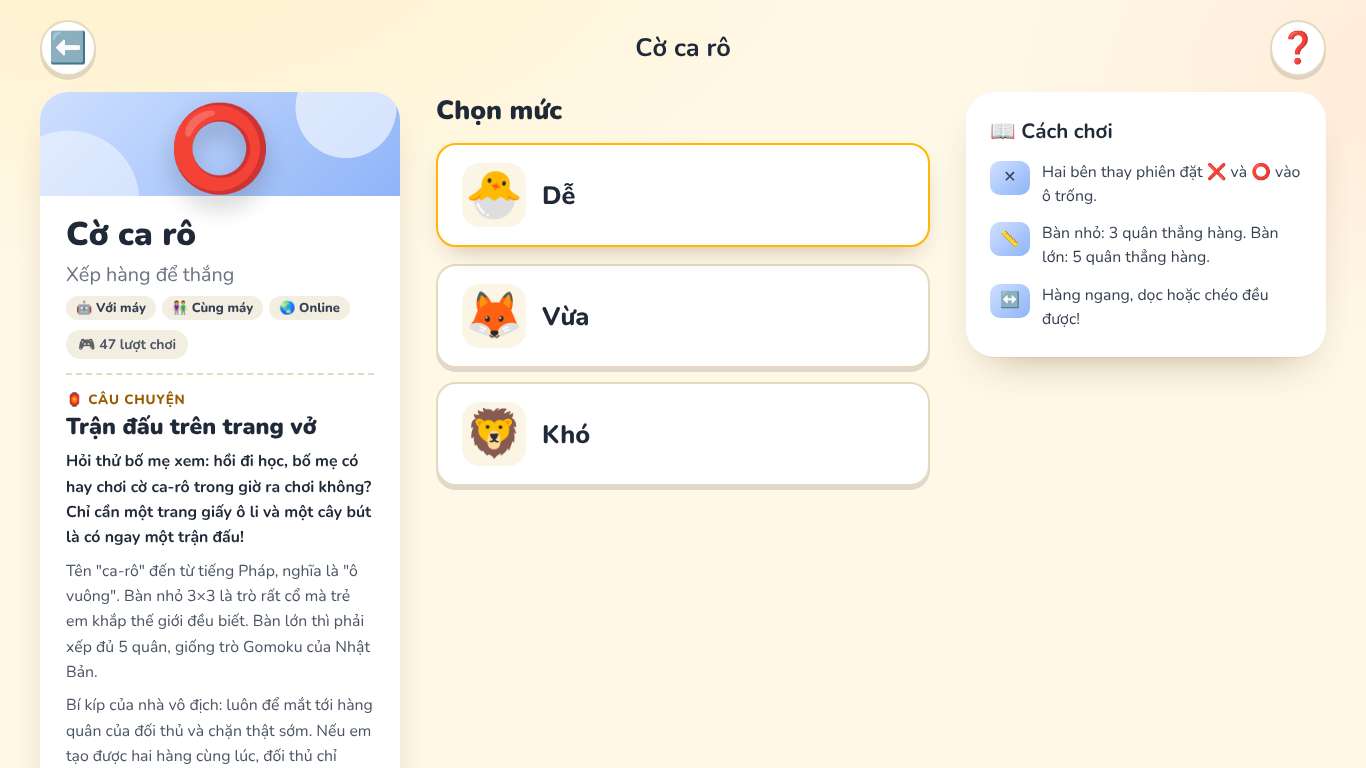 Cờ ca rô
Cờ ca rô
Xếp hàng để thắng
Với máy
Cùng máy
Online
47 lượt chơi
CÂU CHUYỆN
Trận đấu trên trang vở
Hỏi thử bố mẹ xem: hồi đi học, bố mẹ có
hay chơi cờ ca-rô trong giờ ra chơi không?
Chỉ cần một trang giấy ô li và một cây bút
là có ngay một trận đấu!
Tên "ca-rô" đến từ tiếng Pháp, nghĩa là "ô
vuông". Bàn nhỏ 3×3 là trò rất cổ mà trẻ
em khắp thế giới đều biết. Bàn lớn thì phải
xếp đủ 5 quân, giống trò Gomoku của Nhật
Bản.
Bí kíp của nhà vô địch: luôn để mắt tới hàng
quân của đối thủ và chặn thật sớm. Nếu em
tạo được hai hàng cùng lúc, đối thủ chỉ
Chọn mức
Dễ
Vừa
Khó
Cách chơi
Hai bên thay phiên đặt ❌ và ⭕ vào
ô trống.
Bàn nhỏ: 3 quân thẳng hàng. Bàn
lớn: 5 quân thẳng hàng.
Hàng ngang, dọc hoặc chéo đều
được!